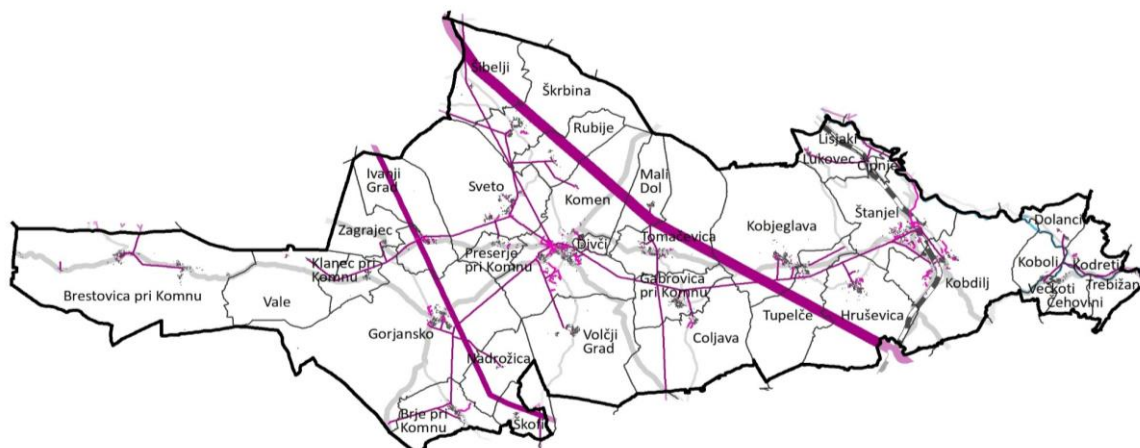 Šibelji
Škrbina
Rubije
Lisjaki
Lukovec
Čipnje
Ivanji
Grad
Sveto
Komen
Mali
Dol
Štanjel
Dolanci
Zagrajec
Divči
Tomačevica
Kobjeglava
Preserje
pri Komnu
Klanec pri
Komnu
Gabrovica
pri Komnu
Kobdilj
Koboli
Podreti
Večkoti
Trebižani
Čehovini
Brestovica pri Komnu
Vale
Gorjansko
Volčji
Grad
Coljava
Tupelče
Hruševica
Nadrožica
Brje pri
Komnu
Škofi